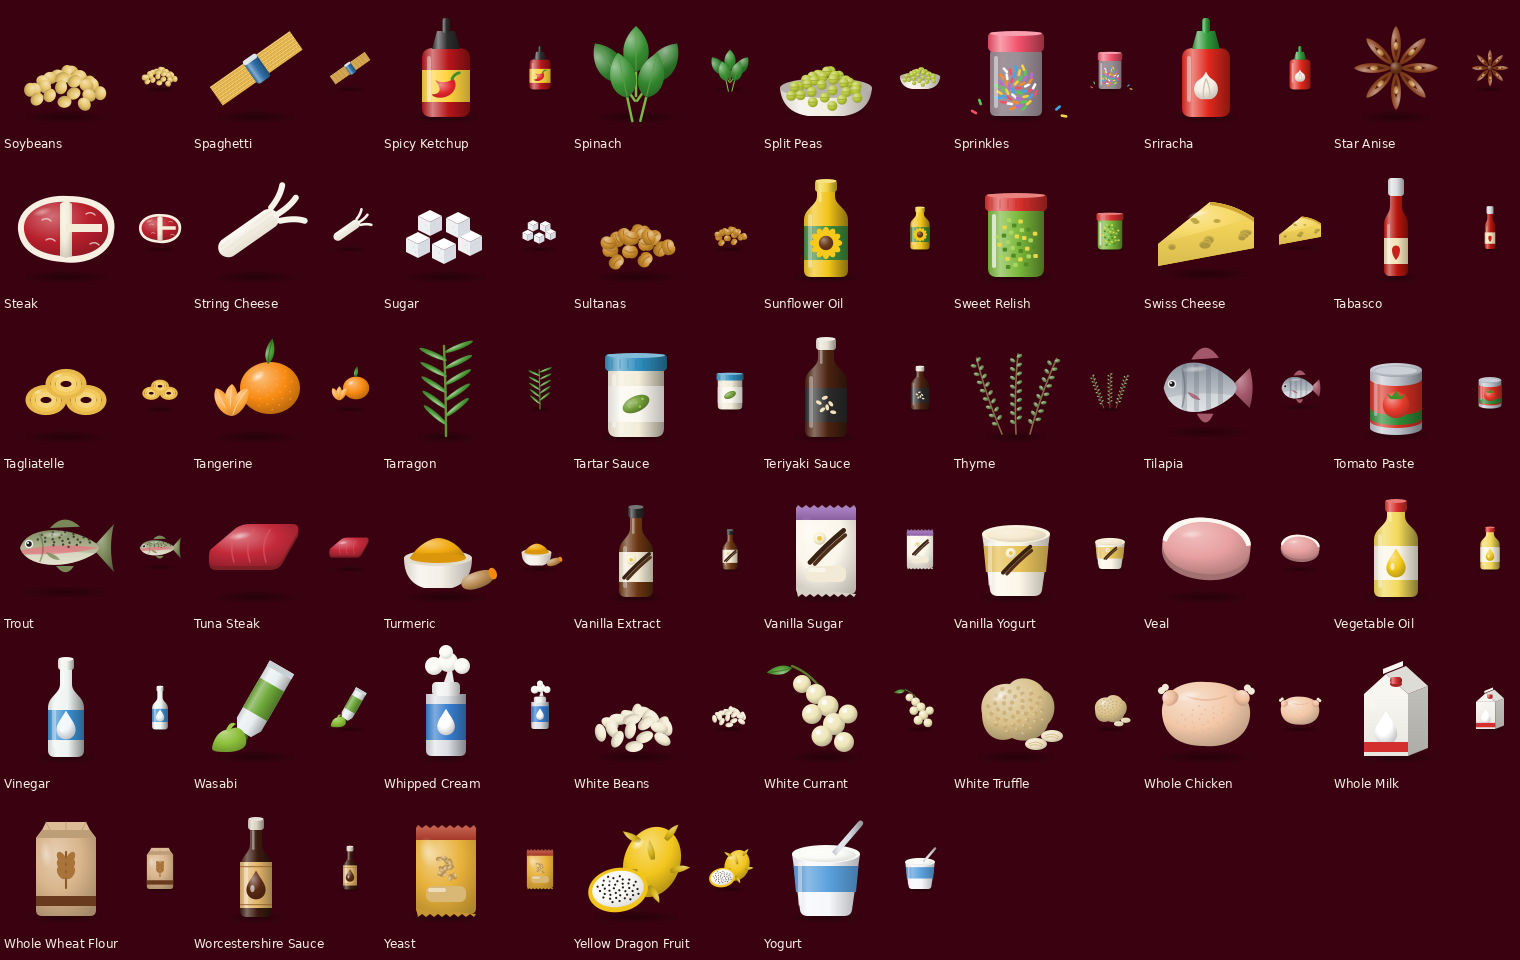 Soybeans
Spaghetti
Spicy Ketchup
Spinach
Split Peas
Sprinkles
Sriracha
Star Anise
Steak
String Cheese
Sugar
Sultanas
Sunflower Oil
Sweet Relish
Swiss Cheese
Tabasco
Tagliatelle
Tangerine
Tarragon
Tartar Sauce
Teriyaki Sauce
Thyme
Tilapia
Tomato Paste
Trout
Tuna Steak
Turmeric
Vanilla Extract
Vanilla Sugar
Vanilla Yogurt
Veal
Vegetable Oil
Vinegar
Wasabi
Whipped Cream
White Beans
White Currant
White Truffle
Whole Chicken
Whole Milk
Whole Wheat Flour
Worcestershire Sauce
Yeast
Yellow Dragon Fruit
Yogurt